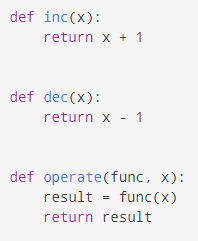 def inc(x):
    return x + 1
def dec(x):
    return x - 1
def operate(func, x):
    result = func(x)
    return result